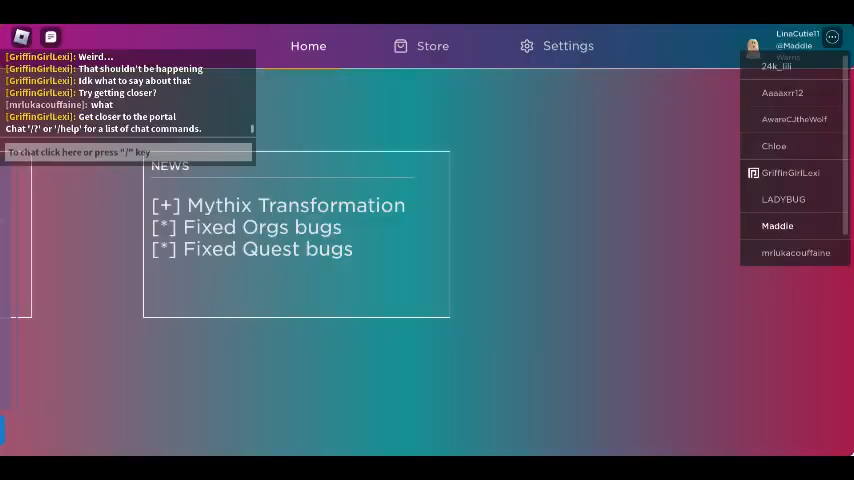 Home
Store
Settings
LinaCutie11
@Maddie
Warns
[GriffinGirlLexi]: Weird...
[GriffinGirlLexi]: That shouldn't be happening
[GriffinGirlLexi]: Idk what to say about that
[GriffinGirlLexi]: Try getting closer?
[mrlukacouffaine]: what
[GriffinGirlLexi]: Get closer to the portal
Chat '/?' or '/help' for a list of chat commands.
To chat click here or press "/" key
NEWS
[+] Mythix Transformation
[*] Fixed Orgs bugs
[*] Fixed Quest bugs
24k_lili
Aaaaxrr12
AwareCJtheWolf
Chloe
GriffinGirlLexi
LADYBUG
Maddie
mrlukacouffaine